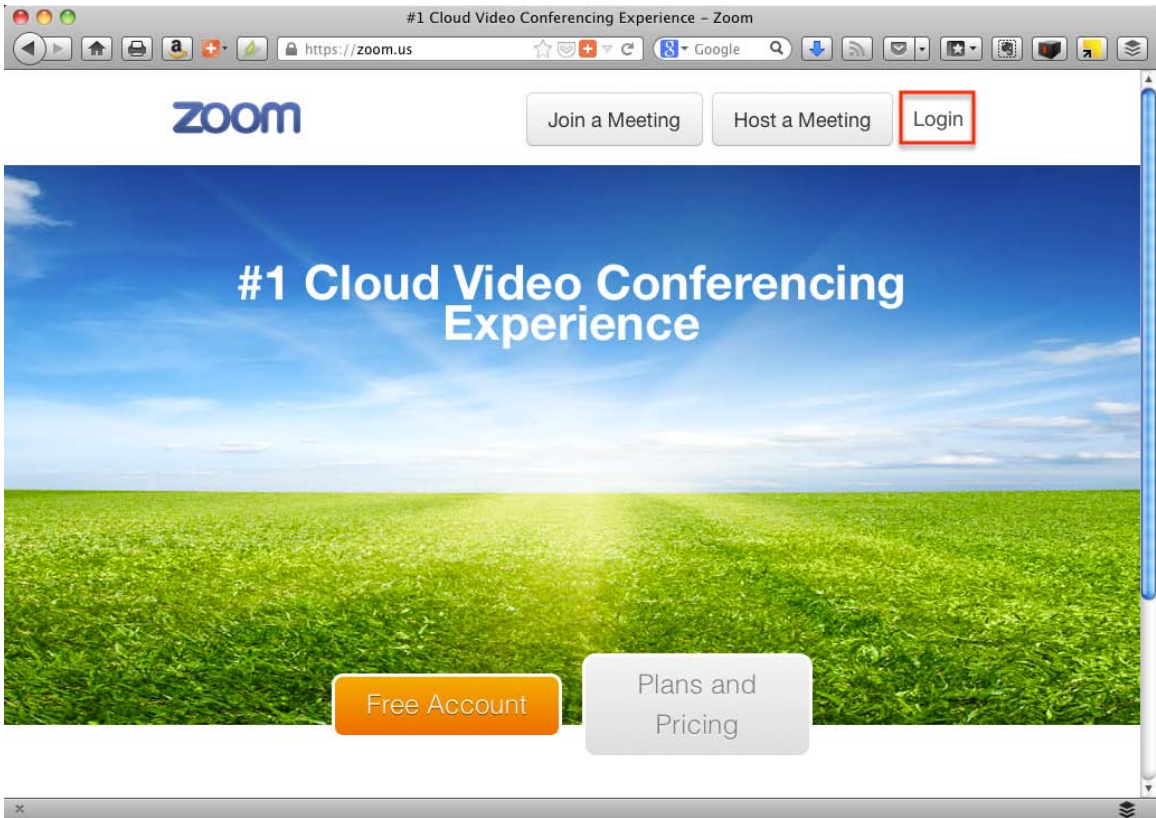 #1 Cloud Video Conferencing Experience – Zoom
https://zoom.us
Google
zoom
Join a Meeting
Host a Meeting
Login
#1 Cloud Video Conferencing
Experience
Free Account
Plans and
Pricing